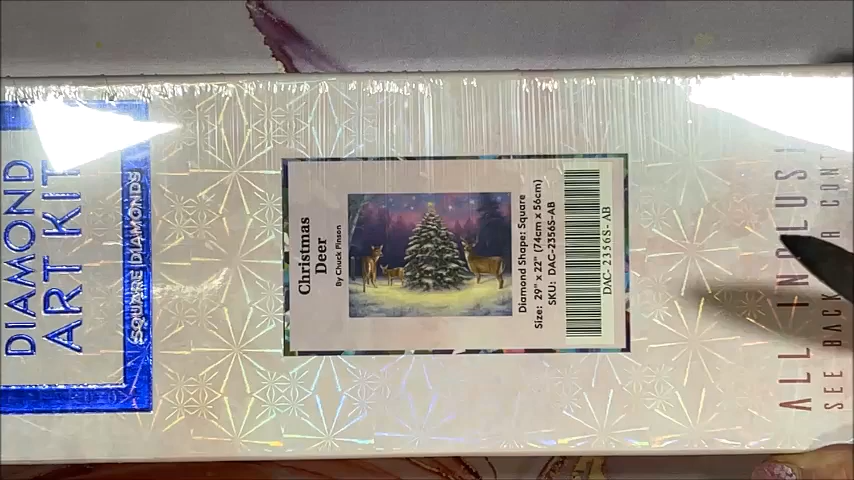 DIAMOND
ART KIT
SQUARE DIAMONDS
Christmas
Deer
By Chuck Pinson
Diamond Shape: Square
Size: 29" x 22" (74cm x 56cm)
SKU: DAC-2356S-AB
DAC-2356S-AB
ALL
SEE BACK